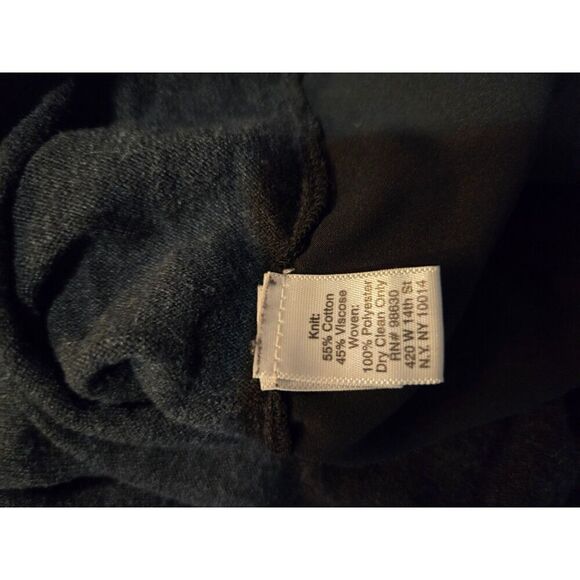 Knit:
55% Cotton
45% Viscose
Woven:
100% Polyester
Dry Clean Only
RN# 98630
420 W 14th St
N.Y. NY 10014